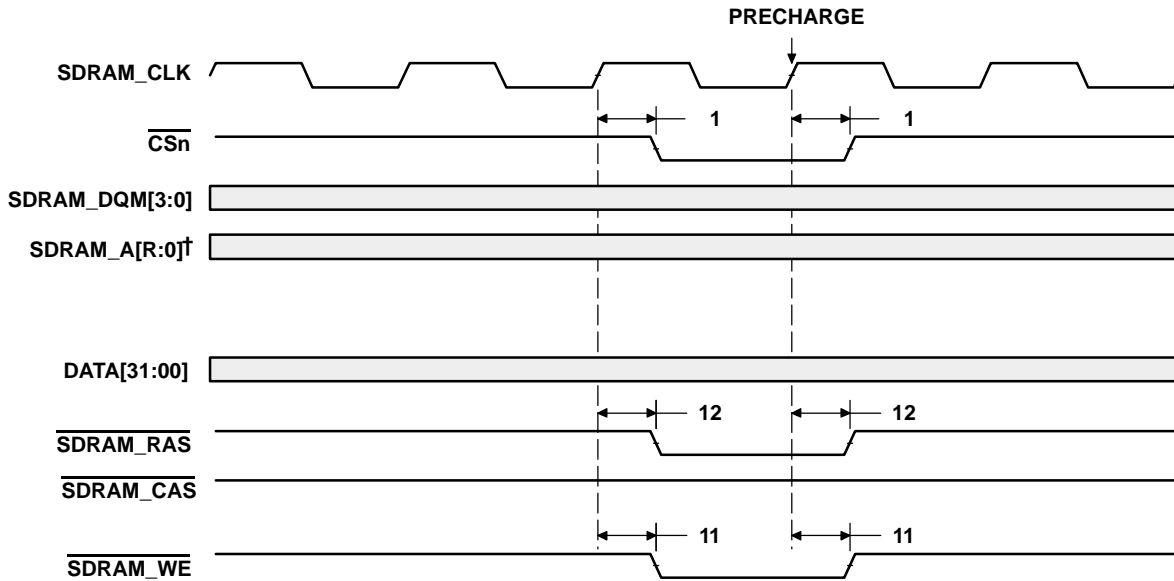 PRECHARGE
SDRAM_CLK
1 1
CSn
SDRAM_DQM[3:0]
SDRAM_A[R:0]†
DATA[31:00]
12 12
SDRAM_RAS
SDRAM_CAS
11 11
SDRAM_WE